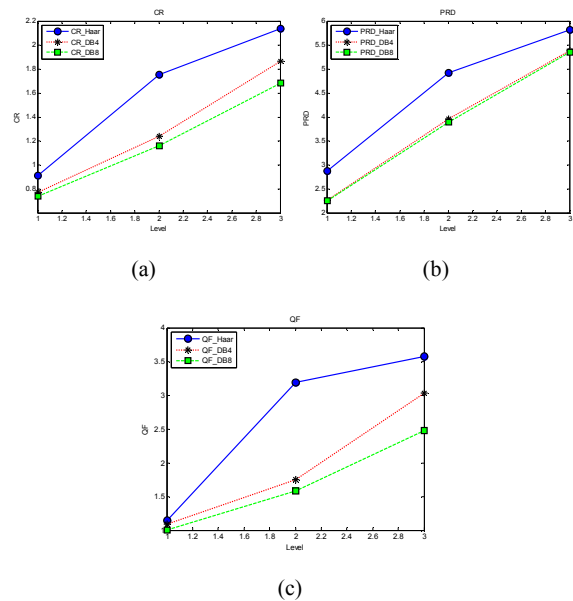 CR
PRD
2.2
2
1.8
1.6
1.4
1.2
1
0.8
CR
CR_Haar
CR_DB4
CR_DB8
1 1.2 1.4 1.6 1.8 2 2.2 2.4 2.6 2.8 3
Level
6
5.5
5
4.5
4
3.5
3
2.5
2
PRD
PRD_Haar
PRD_DB4
PRD_DB8
1 1.2 1.4 1.6 1.8 2 2.2 2.4 2.6 2.8 3
Level
(a)
(b)
QF
4
3.5
3
2.5
2
1.5
1
QF
QF_Haar
QF_DB4
QF_DB8
1 1.2 1.4 1.6 1.8 2 2.2 2.4 2.6 2.8 3
Level
(c)